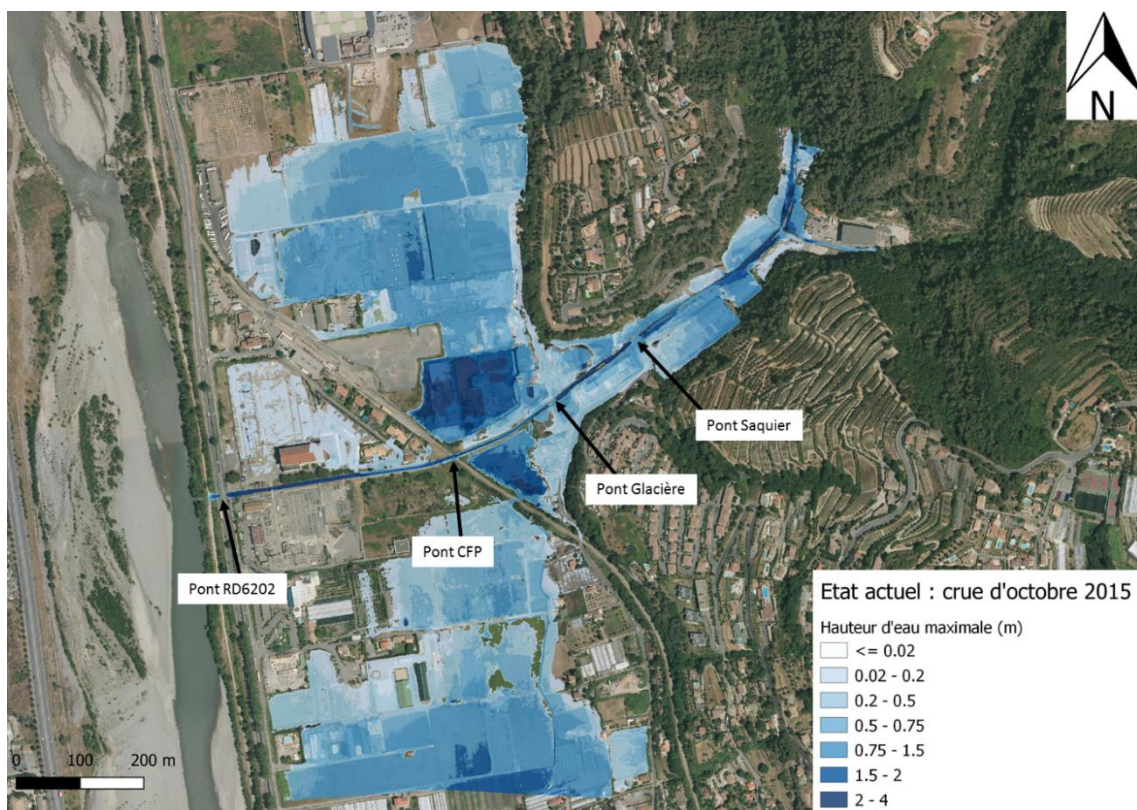 N
Pont Saquier
Pont Glacière
Pont CFP
Pont RD6202
Etat actuel : crue d'octobre 2015
Hauteur d'eau maximale (m)
<= 0.02
0.02 - 0.2
0.2 - 0.5
0.5 - 0.75
0.75 - 1.5
1.5 - 2
2 - 4
0 100 200 m